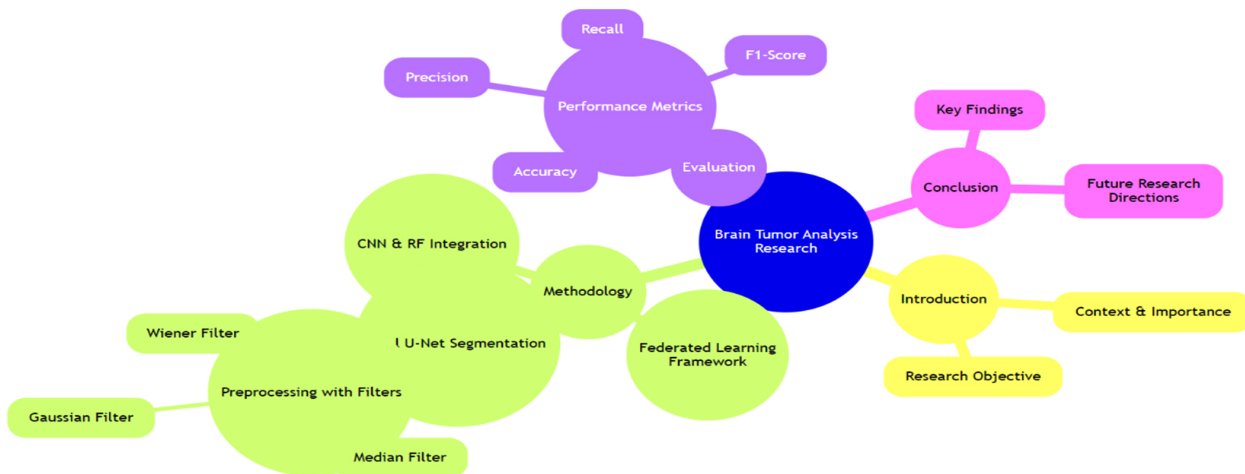 Recall
F1-Score
Precision
Performance Metrics
Accuracy
Evaluation
Key Findings
Conclusion
Future Research
Directions
Brain Tumor Analysis
Research
CNN & RF Integration
Methodology
Introduction
Context & Importance
Wiener Filter
U-Net Segmentation
Federated Learning
Framework
Research Objective
Preprocessing with Filters
Gaussian Filter
Median Filter